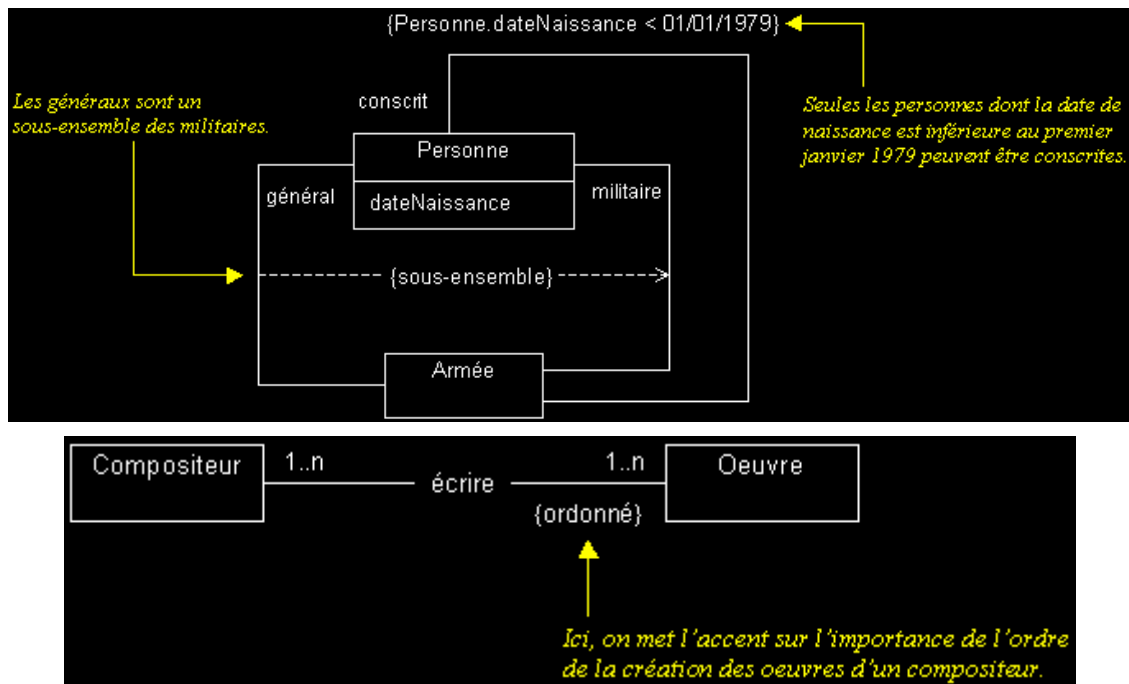 {Personne.dateNaissance < 01/01/1979}
Les généraux sont un
sous-ensemble des militaires.
conscrit
Seules les personnes dont la date de
naissance est inférieure au premier
janvier 1979 peuvent être conscrites.
Personne
général
militaire
dateNaissance
{sous-ensemble}
Armée
Compositeur
1..n
écrire
1..n
Oeuvre
{ordonné}
Ici, on met l'accent sur l'importance de l'ordre
de la création des oeuvres d'un compositeur.